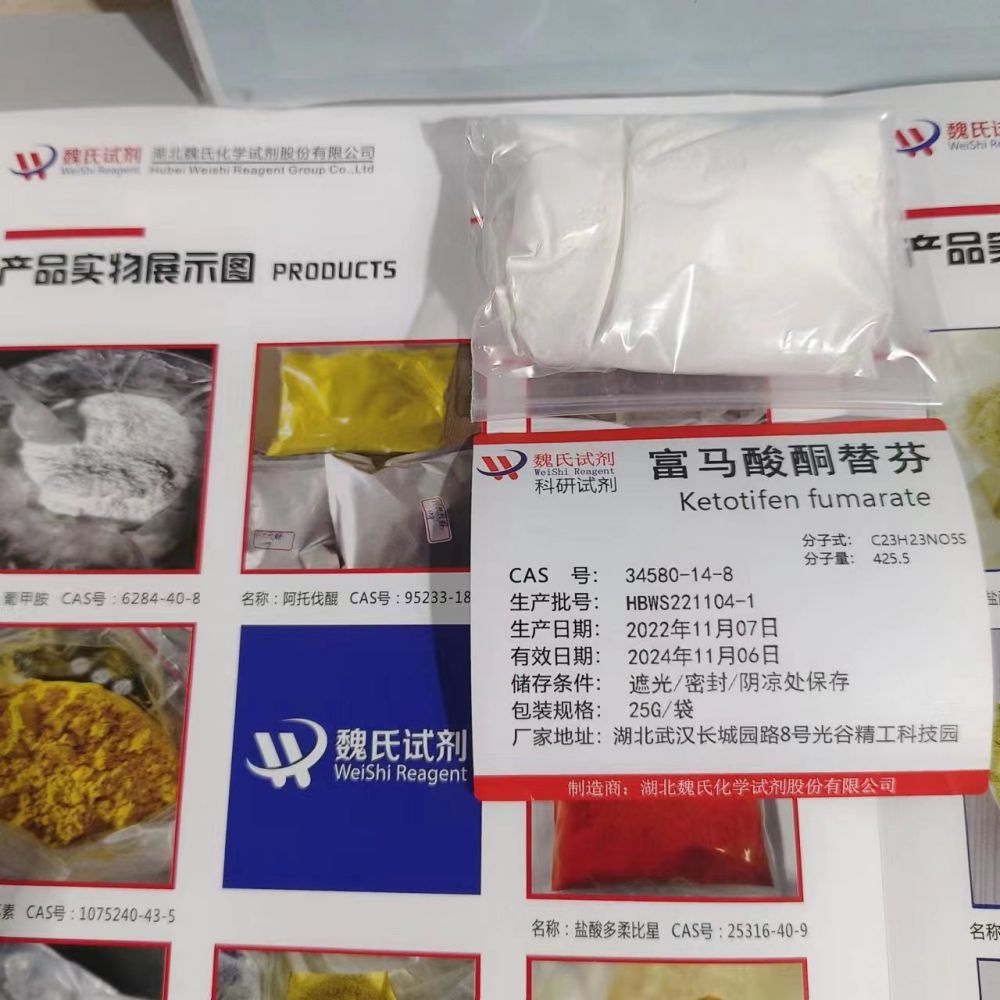 魏氏试剂 湖北魏氏化学试剂股份有限公司
WeiShi Reagent Hubei Weishi Reagent Group Co.,Ltd
产品实物展示图 PRODUCTS
魏氏试剂
WeiShi Re
产品实
葡甲胺 CAS号：6284-40-8
名称：阿托伐醌 CAS号：95233-18
魏氏试剂
WeiShi Reagent
素 CAS号：1075240-43-5
名称：盐酸多柔比星 CAS号：25316-40-9
名称
魏氏试剂
WeiShi Reagent
科研试剂
富马酸酮替芬
Ketotifen fumarate
分子式： C23H23NO5S
分子量： 425.5
CAS 号： 34580-14-8
生产批号： HBWS221104-1
生产日期： 2022年11月07日
有效日期： 2024年11月06日
储存条件： 遮光/密封/阴凉处保存
包装规格： 25G/袋
厂家地址： 湖北武汉长城园路8号光谷精工科技园
制造商：湖北魏氏化学试剂股份有限公司